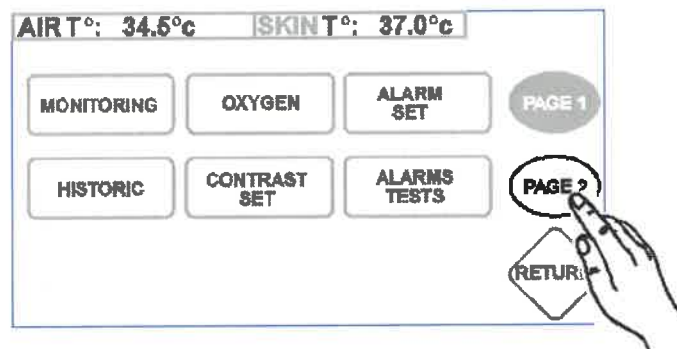 AIR T°: 34.5°c SKIN T°: 37.0°c
MONITORING OXYGEN ALARM SET PAGE 1
HISTORIC CONTRAST SET ALARMS TESTS PAGE 2
RETUR